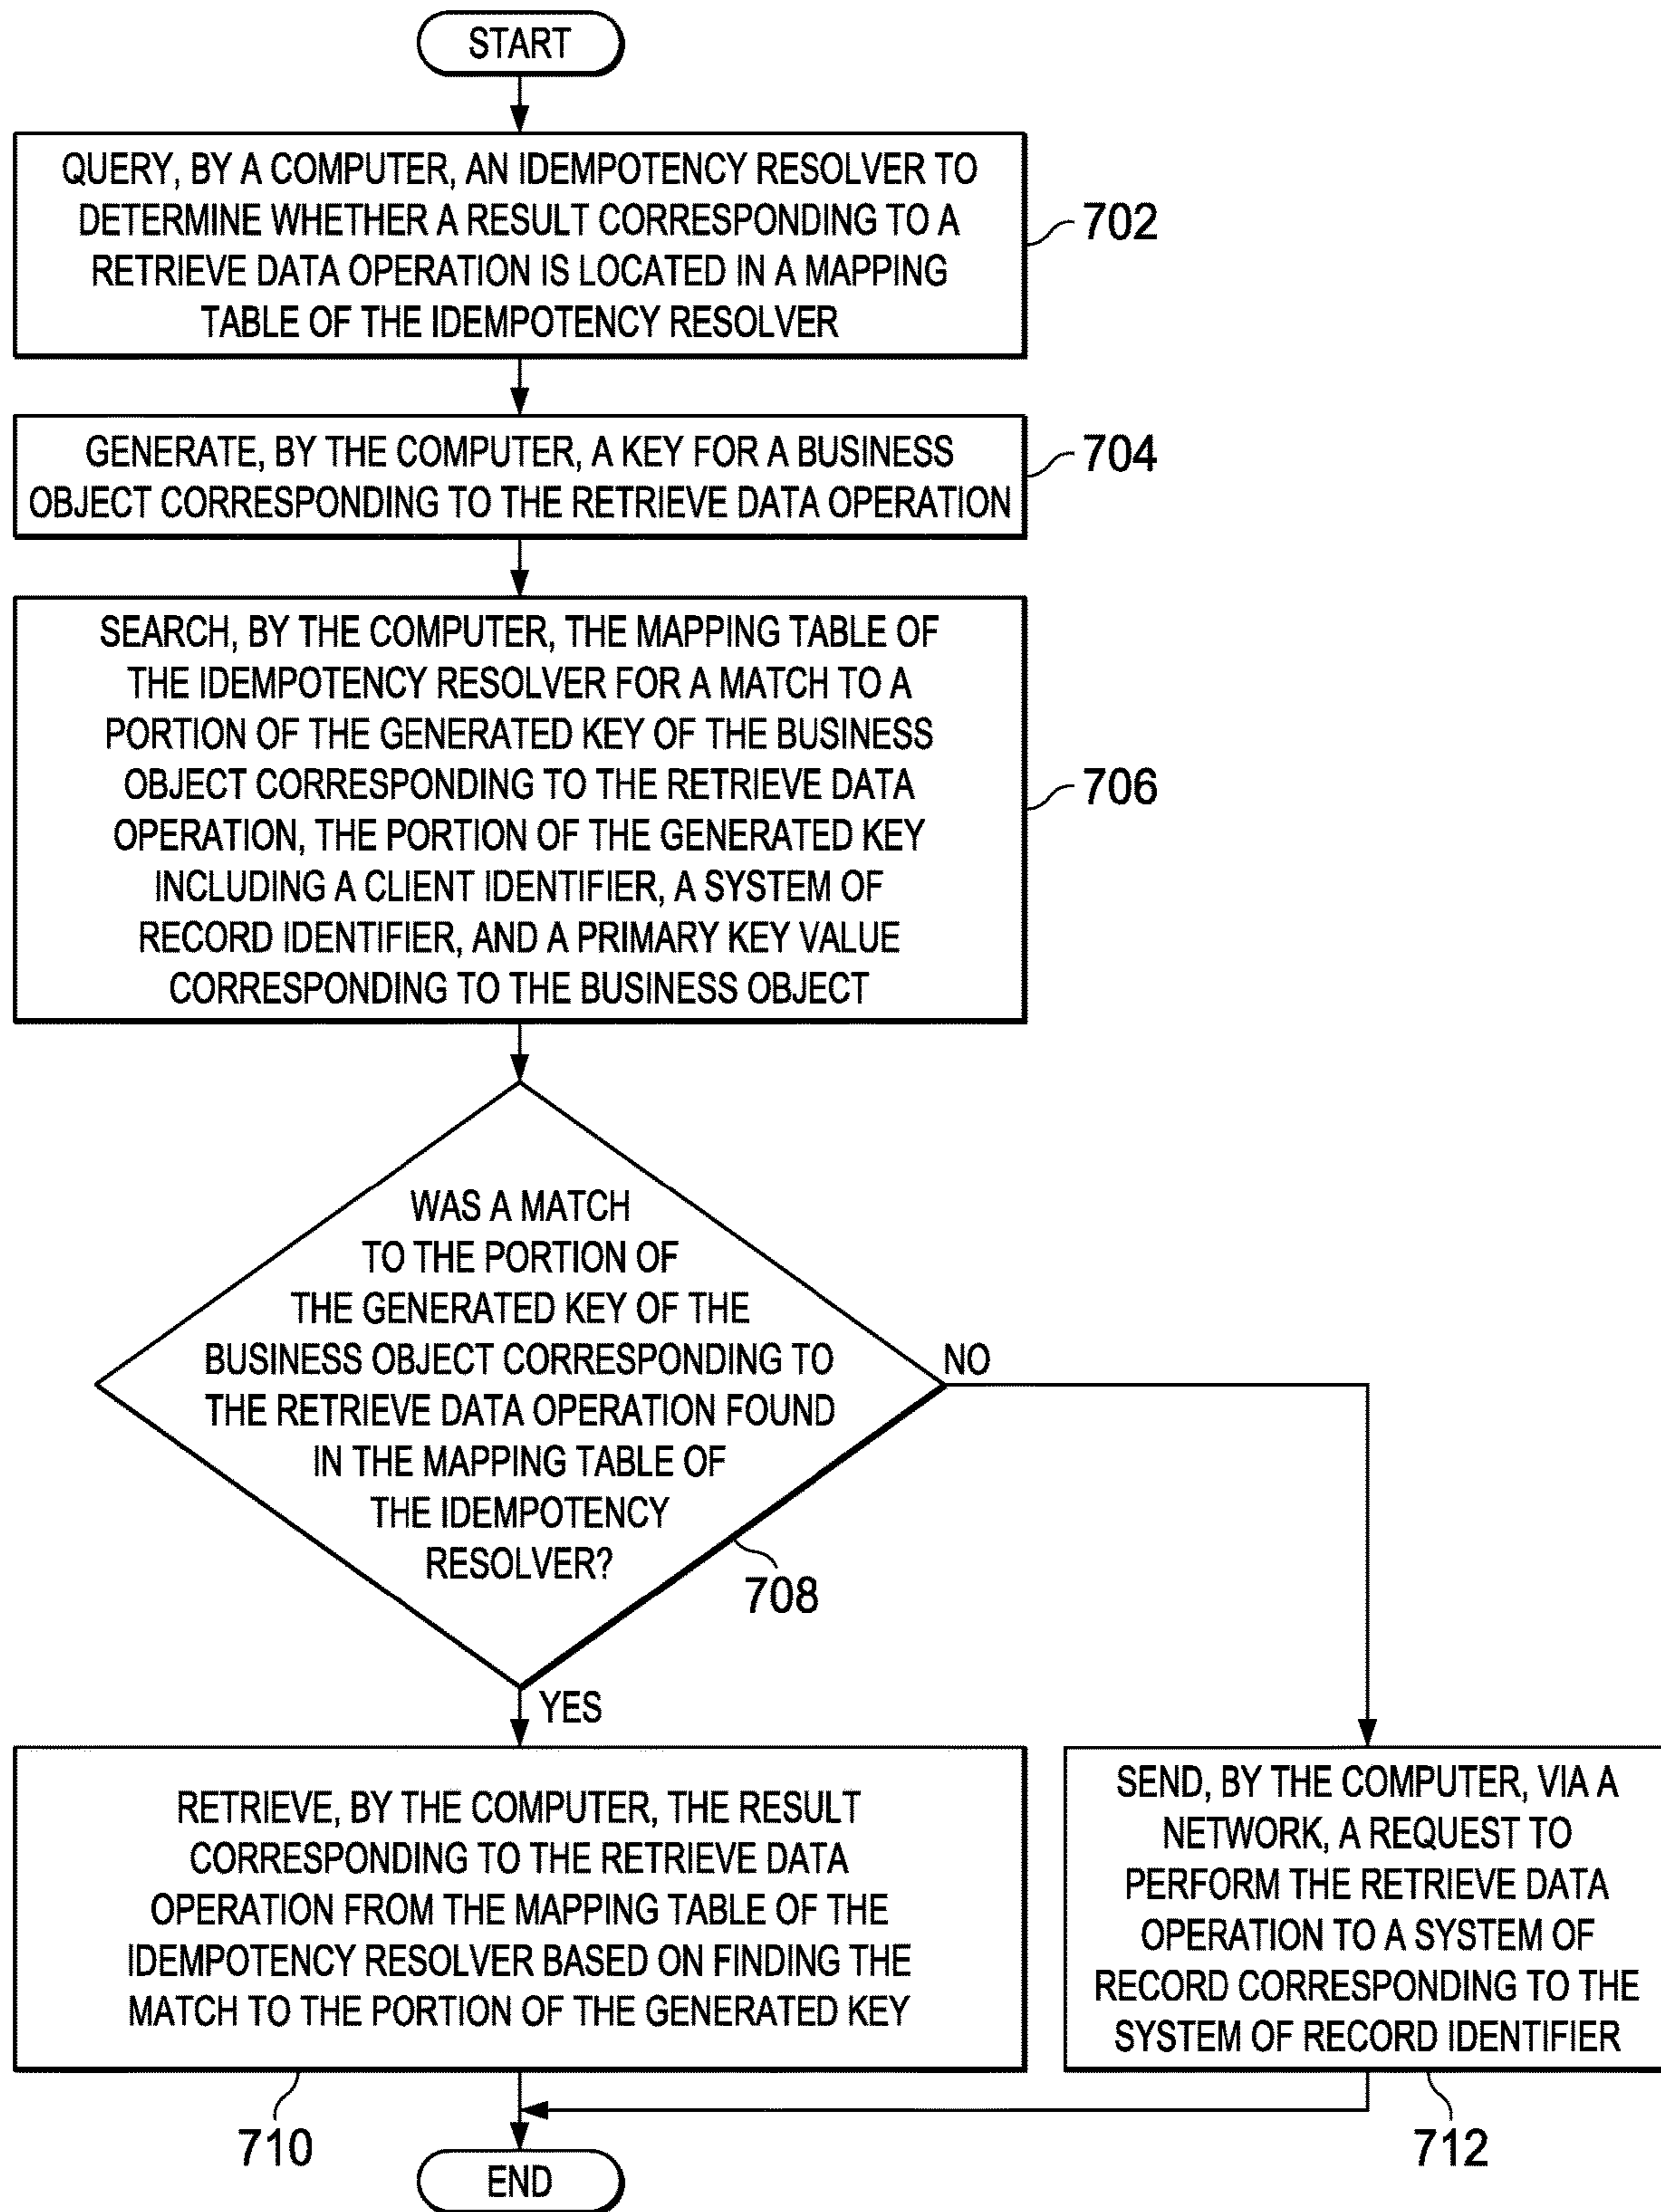 START
QUERY, BY A COMPUTER, AN IDEMPOTENCY RESOLVER TO
DETERMINE WHETHER A RESULT CORRESPONDING TO A
RETRIEVE DATA OPERATION IS LOCATED IN A MAPPING
TABLE OF THE IDEMPOTENCY RESOLVER
702
GENERATE, BY THE COMPUTER, A KEY FOR A BUSINESS
OBJECT CORRESPONDING TO THE RETRIEVE DATA OPERATION
704
SEARCH, BY THE COMPUTER, THE MAPPING TABLE OF
THE IDEMPOTENCY RESOLVER FOR A MATCH TO A
PORTION OF THE GENERATED KEY OF THE BUSINESS
OBJECT CORRESPONDING TO THE RETRIEVE DATA
OPERATION, THE PORTION OF THE GENERATED KEY
INCLUDING A CLIENT IDENTIFIER, A SYSTEM OF
RECORD IDENTIFIER, AND A PRIMARY KEY VALUE
CORRESPONDING TO THE BUSINESS OBJECT
706
WAS A MATCH
TO THE PORTION OF
THE GENERATED KEY OF THE
BUSINESS OBJECT CORRESPONDING TO
THE RETRIEVE DATA OPERATION FOUND
IN THE MAPPING TABLE OF
THE IDEMPOTENCY
RESOLVER?
NO
708
YES
RETRIEVE, BY THE COMPUTER, THE RESULT
CORRESPONDING TO THE RETRIEVE DATA
OPERATION FROM THE MAPPING TABLE OF THE
IDEMPOTENCY RESOLVER BASED ON FINDING THE
MATCH TO THE PORTION OF THE GENERATED KEY
710
SEND, BY THE COMPUTER, VIA A
NETWORK, A REQUEST TO
PERFORM THE RETRIEVE DATA
OPERATION TO A SYSTEM OF
RECORD CORRESPONDING TO THE
SYSTEM OF RECORD IDENTIFIER
712
END